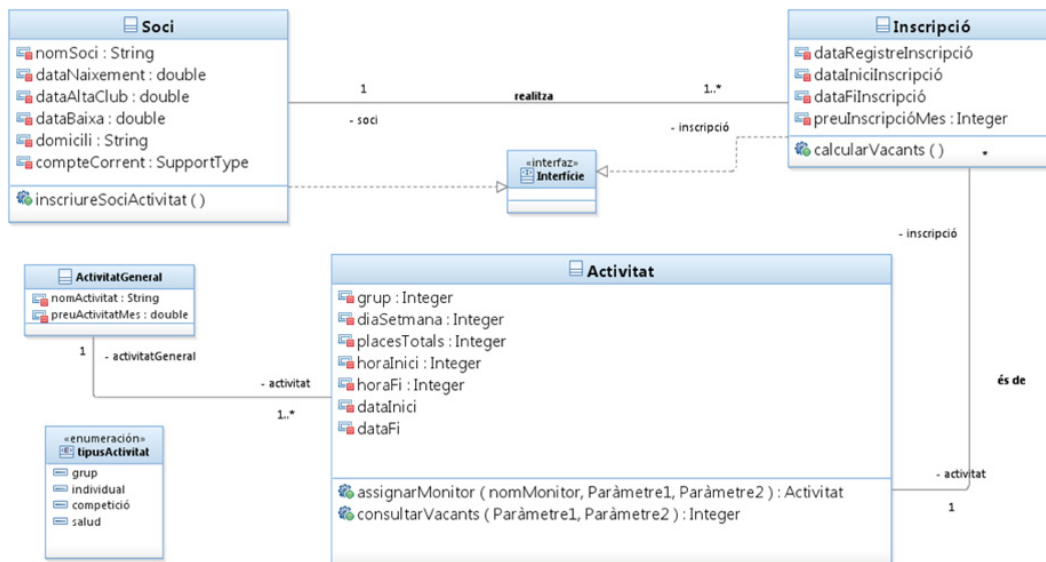 Soci
nomSoci : String
dataNaixement : double
dataAltaClub : double
dataBaixa : double
domicili : String
compteCorrent : SupportType
inscriureSociActivitat ( )
1
realitza
1..*
- soci
- inscripció
Inscripció
dataRegistreInscripció
dataIniciInscripció
dataFiInscripció
preuInscripcióMes : Integer
calcularVacants ( )
«interfaz»
Interfície
- inscripció
ActivitatGeneral
nomActivitat : String
preuActivitatMes : double
1
- activitatGeneral
- activitat
1..*
Activitat
grup : Integer
diaSetmana : Integer
placesTotals : Integer
horaInici : Integer
horaFi : Integer
dataInici
dataFi
assignarMonitor ( nomMonitor, Paràmetre1, Paràmetre2 ) : Activitat
consultarVacants ( Paràmetre1, Paràmetre2 ) : Integer
és de
- activitat
1
«enumeración»
tipusActivitat
grup
individual
competició
salud